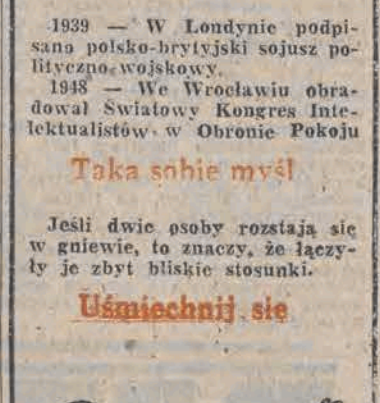 1939 — W Londynie podpi-
sano polsko-brytyjski sojusz po-
lityczno-wojskowy.
1948 — We Wrocławiu obra-
dował Światowy Kongres Inte-
lektualistów w Obronie Pokoju
Taka sobie myśl
Jeśli dwie osoby rozstają się
w gniewie, to znaczy, że łączy-
ły je zbyt bliskie stosunki.
Uśmiechnij się